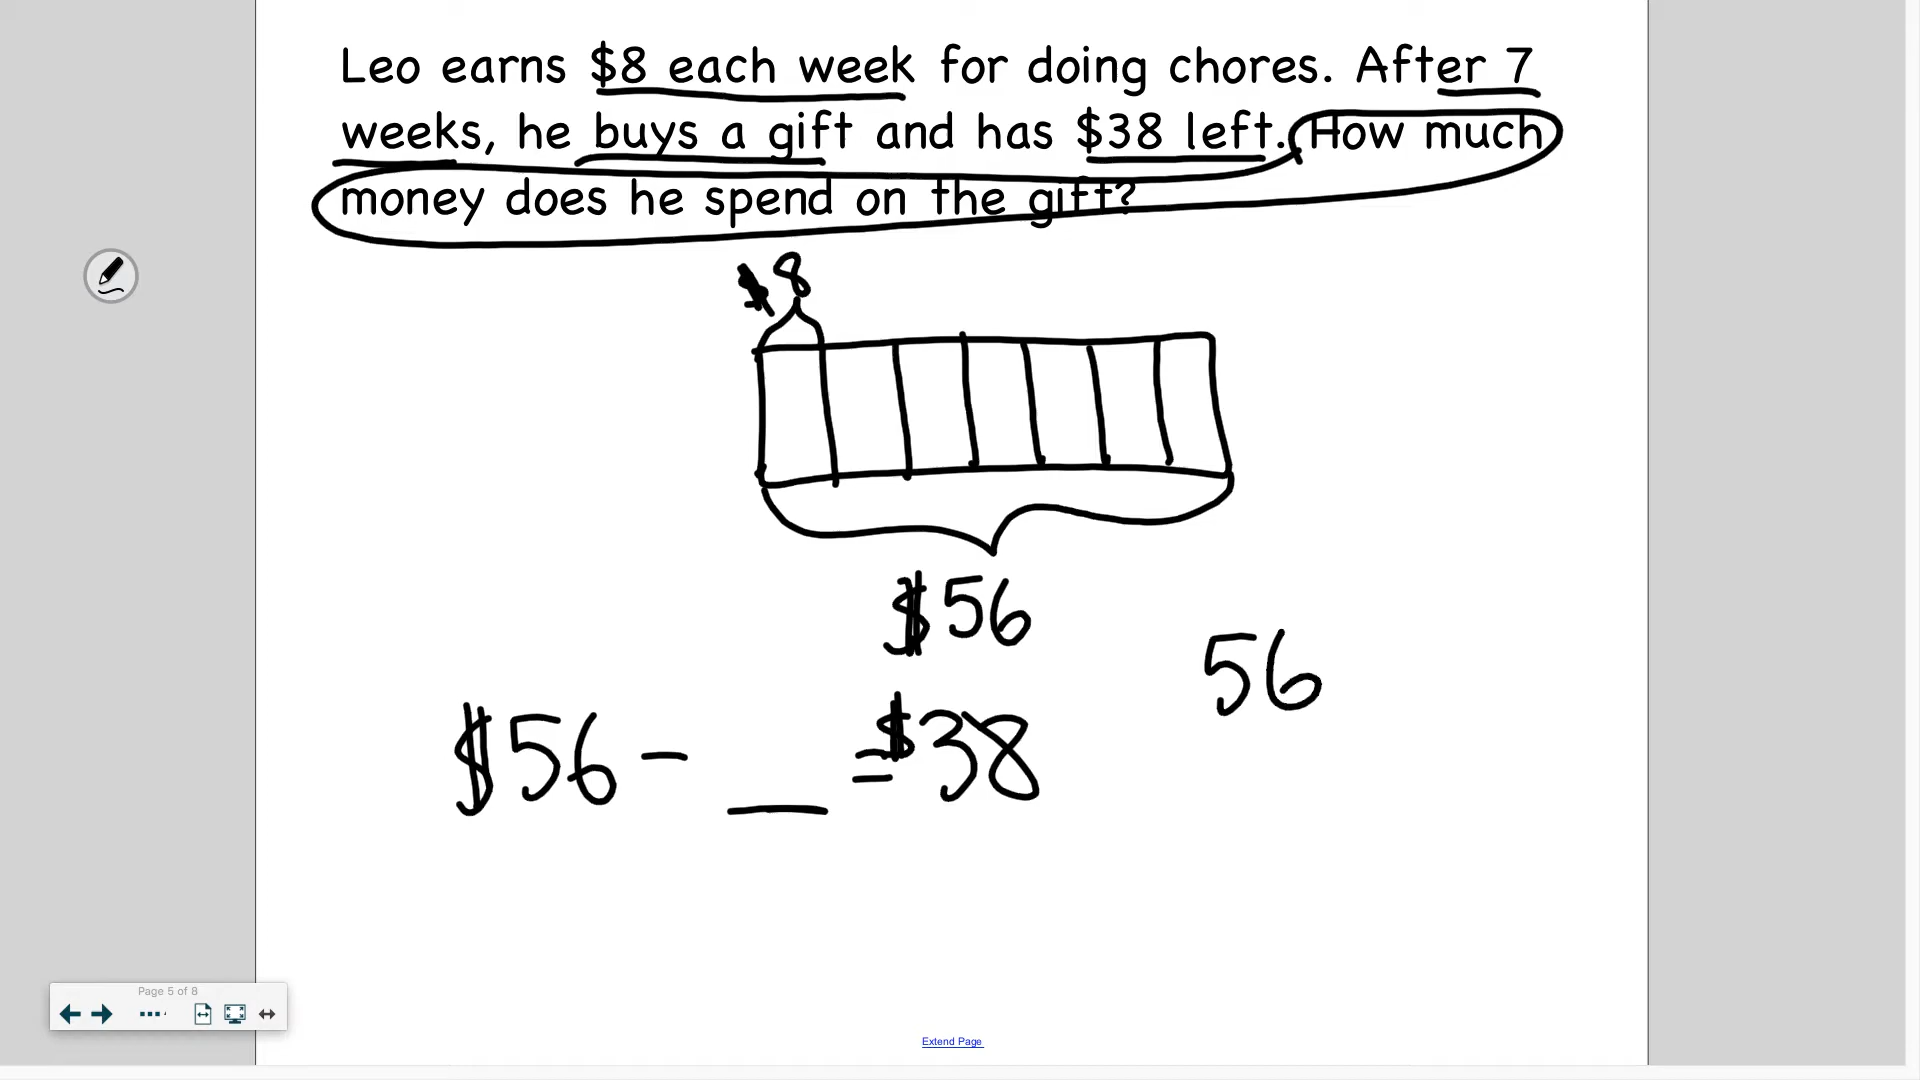 Leo earns $8 each week for doing chores. After 7
weeks, he buys a gift and has $38 left. How much
money does he spend on the gift?
$8
$56
56
$56 - __ = $38
Page 5 of 8
Extend Page